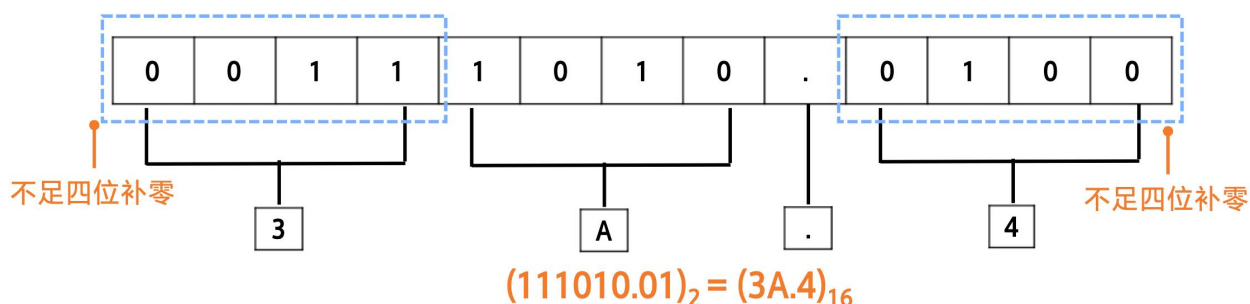 0 0 1 1 1 0 1 0 . 0 1 0 0
不足四位补零
不足四位补零
3 A . 4
(111010.01)₂ = (3A.4)₁₆